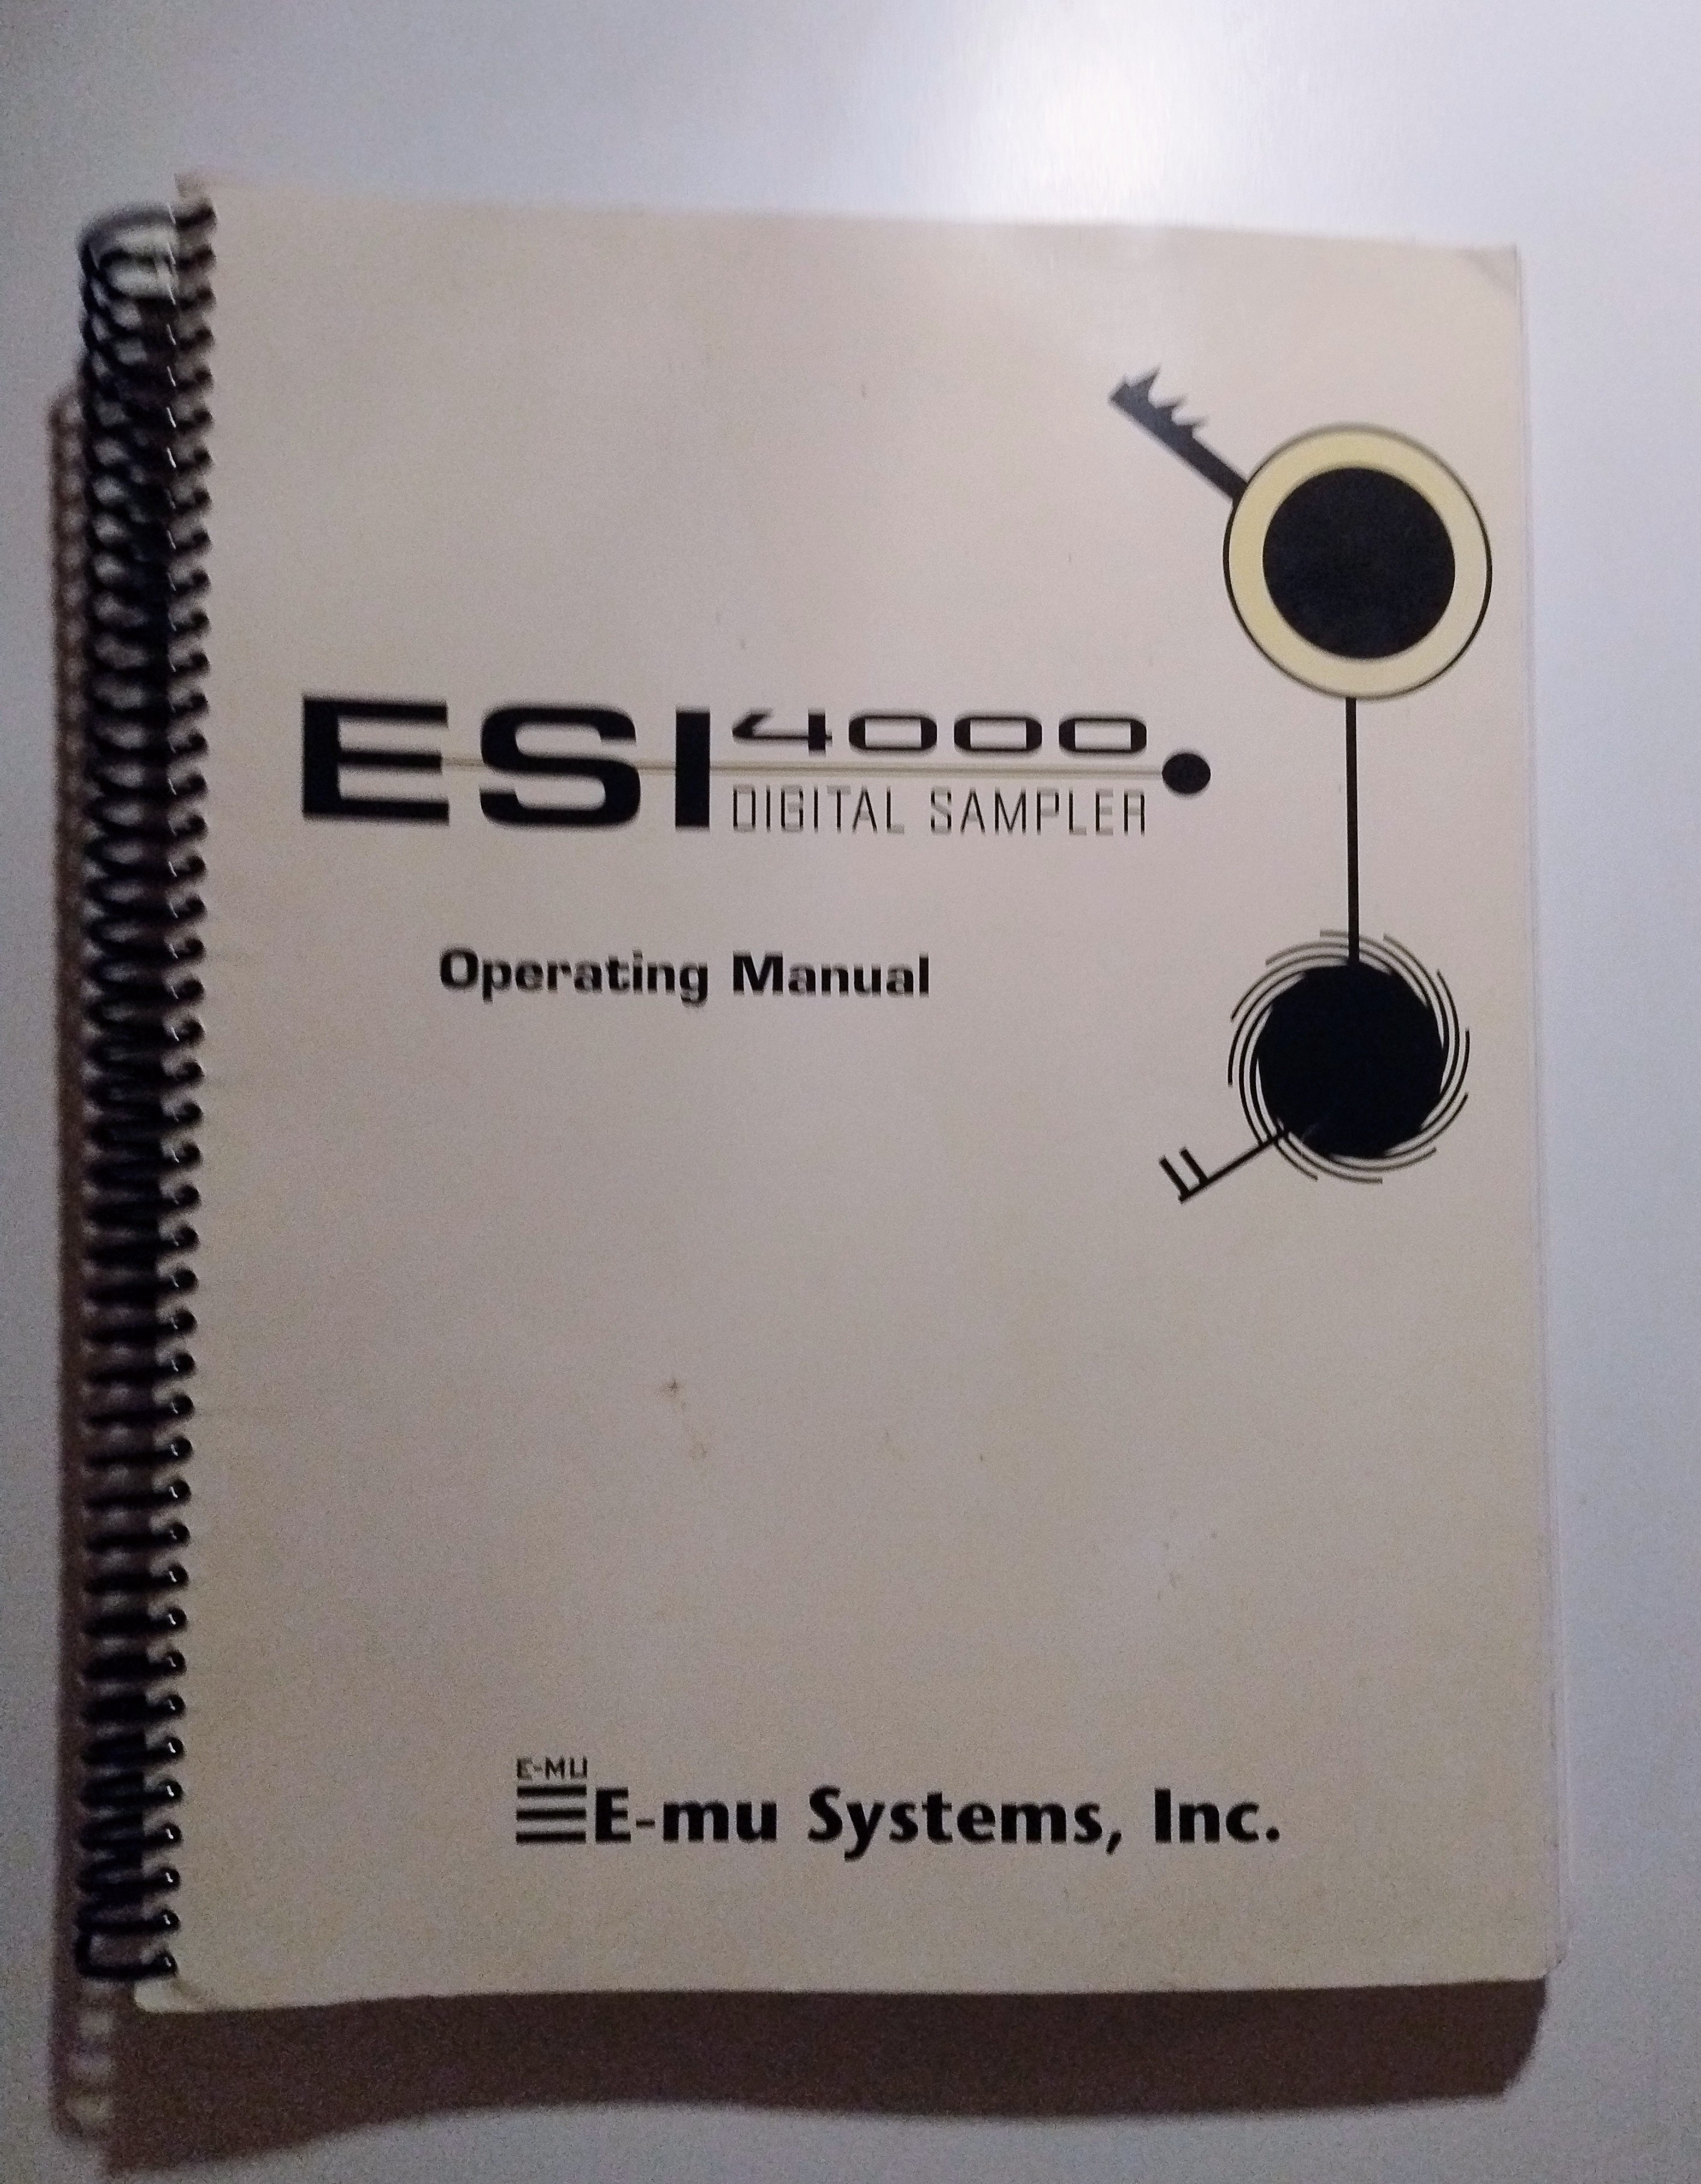 ESI 4000
DIGITAL SAMPLER
Operating Manual
E-MU
E-mu Systems, Inc.